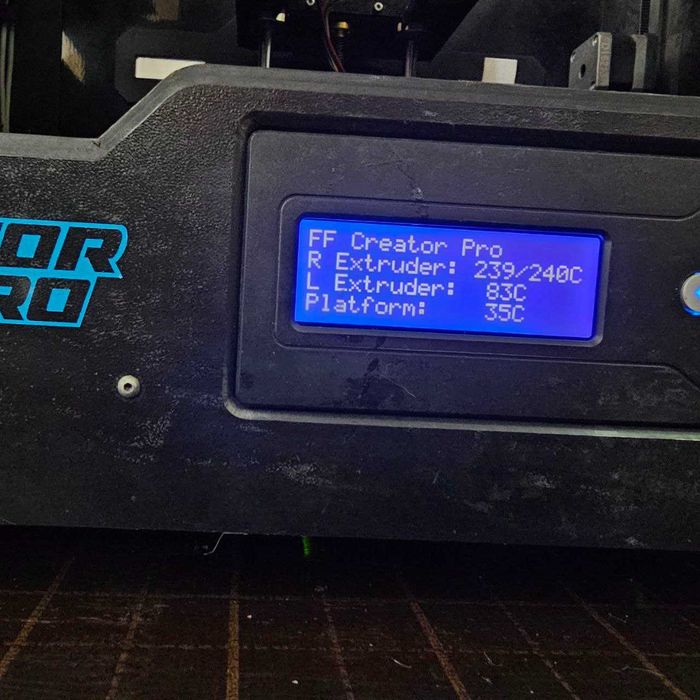 FF Creator Pro
R Extruder: 239/240C
L Extruder: 83C
Platform: 35C